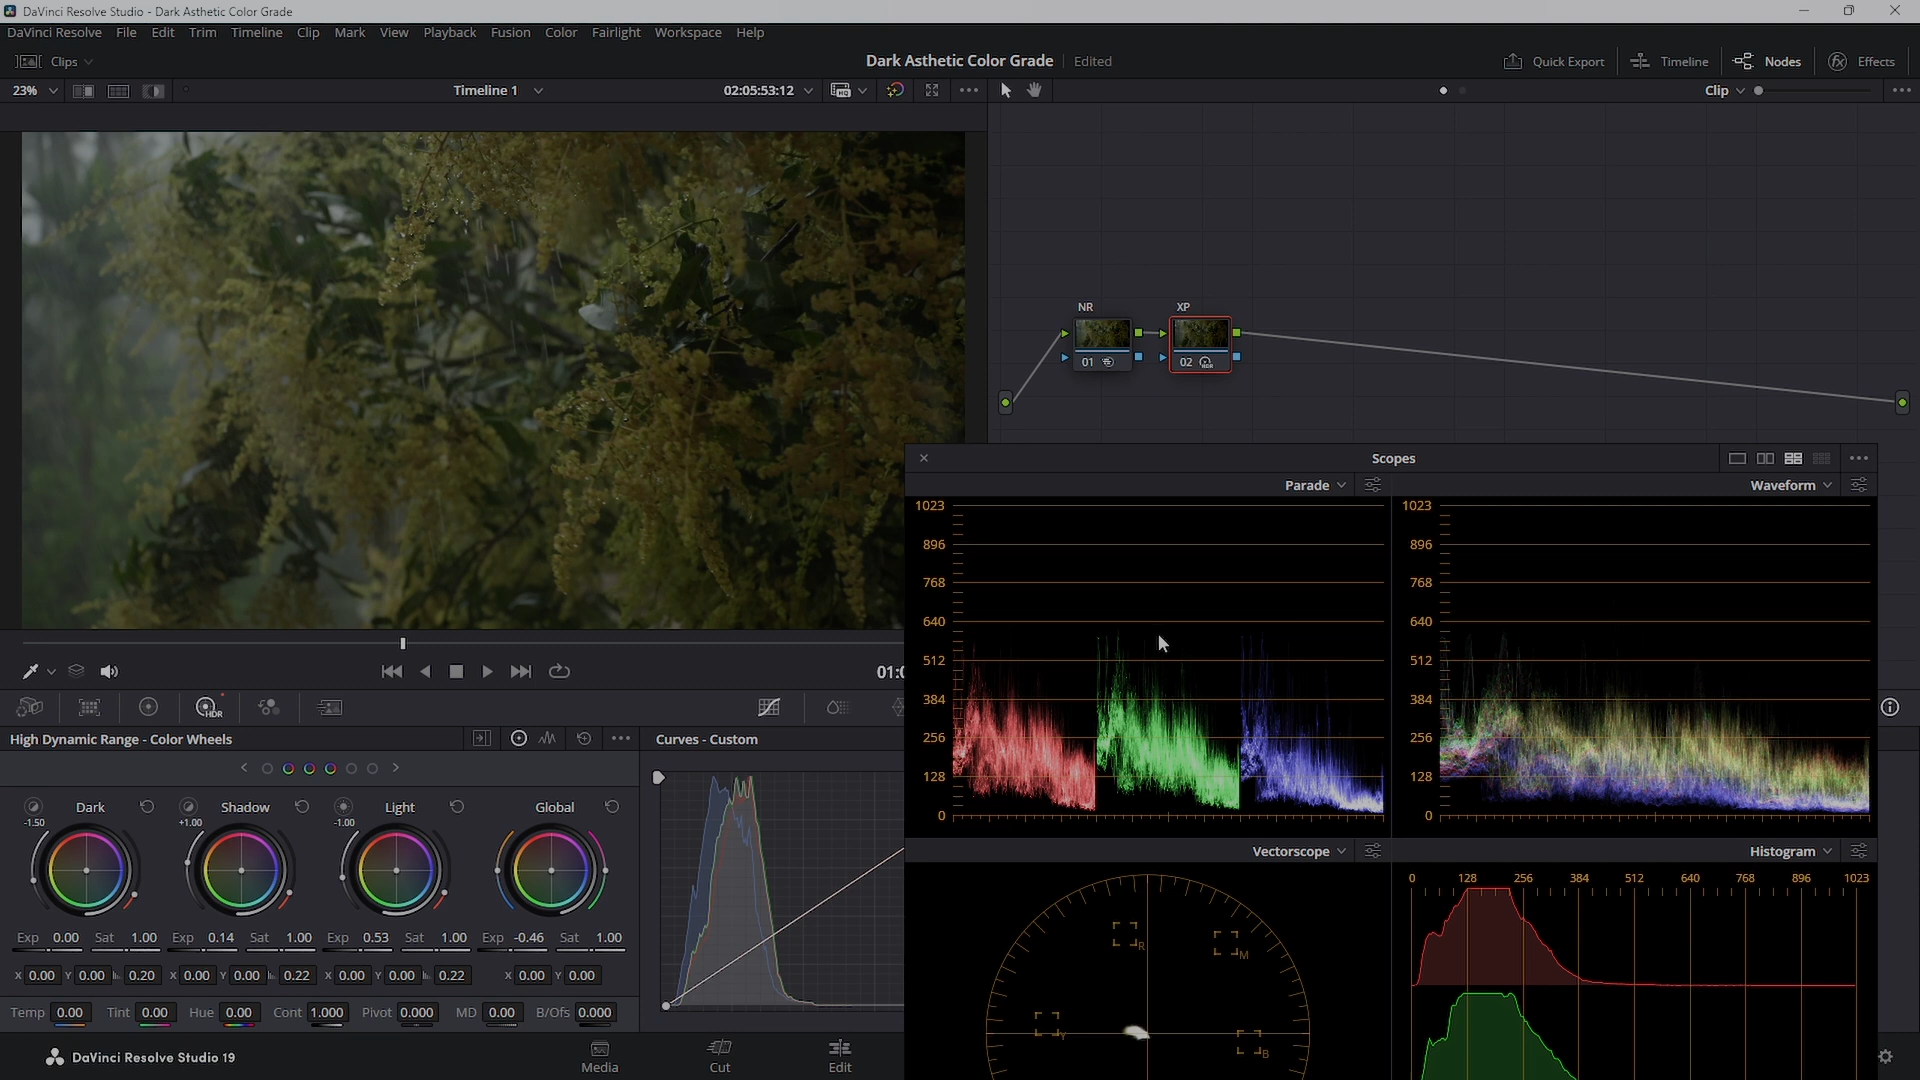 DaVinci Resolve Studio - Dark Asthetic Color Grade
DaVinci Resolve File Edit Trim Timeline Clip Mark View Playback Fusion Color Fairlight Workspace Help
Clips
Dark Asthetic Color Grade Edited
Quick Export Timeline Nodes Effects
23% Timeline 1 02:05:53:12 Clip
NR XP
01 02
Scopes
Parade Waveform
1023 1023
896 896
768 768
640 640
512 512
384 384
256 256
128 128
0 0
01:0
High Dynamic Range - Color Wheels Curves - Custom
Dark Shadow Light Global
-1.50 +1.00 -1.00
Exp 0.00 Sat 1.00 Exp 0.14 Sat 1.00 Exp 0.53 Sat 1.00 Exp -0.46 Sat 1.00
X 0.00 Y 0.00 0.20 X 0.00 Y 0.00 0.22 X 0.00 Y 0.00 0.22 X 0.00 Y 0.00
Temp 0.00 Tint 0.00 Hue 0.00 Cont 1.000 Pivot 0.000 MD 0.00 B/Ofs 0.000
Vectorscope Histogram
R M
Y B
0 128 256 384 512 640 768 896 1023
DaVinci Resolve Studio 19
Media Cut Edit